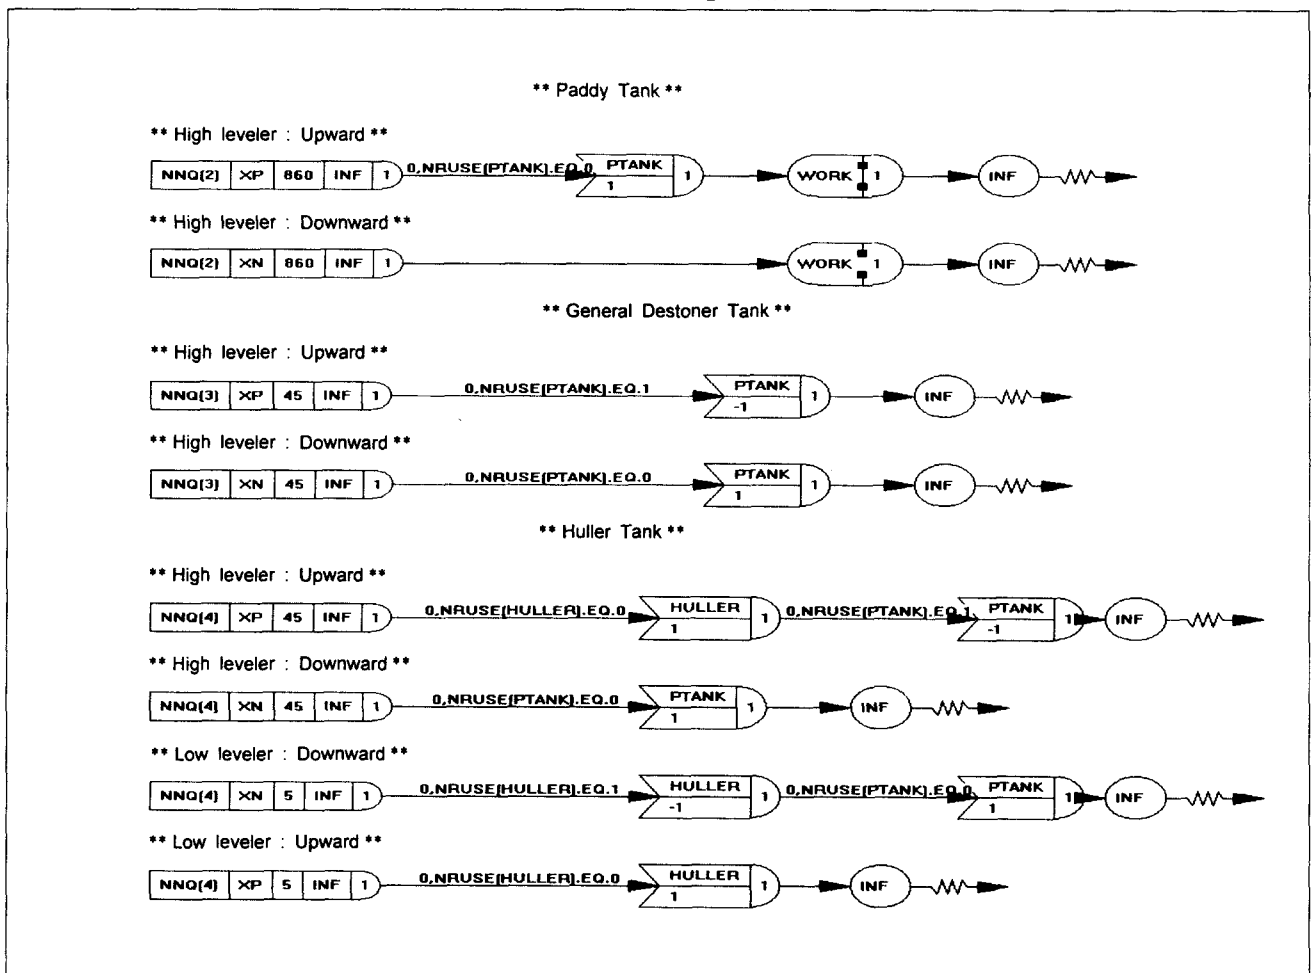 ** Paddy Tank **
** High leveler : Upward **
NNQ(2) XP 860 INF 1 0,NRUSE(PTANK).EQ.0, PTANK 1 1 WORK 1 INF
** High leveler : Downward **
NNQ(2) XN 860 INF 1 WORK 1 INF
** General Destoner Tank **
** High leveler : Upward **
NNQ(3) XP 45 INF 1 0,NRUSE(PTANK).EQ.1 PTANK -1 1 INF
** High leveler : Downward **
NNQ(3) XN 45 INF 1 0,NRUSE(PTANK).EQ.0 PTANK 1 1 INF
** Huller Tank **
** High leveler : Upward **
NNQ(4) XP 45 INF 1 0,NRUSE(HULLER).EQ.0 HULLER 1 1 0,NRUSE(PTANK).EQ.1 PTANK -1 1 INF
** High leveler : Downward **
NNQ(4) XN 45 INF 1 0,NRUSE(PTANK).EQ.0 PTANK 1 1 INF
** Low leveler : Downward **
NNQ(4) XN 5 INF 1 0,NRUSE(HULLER).EQ.1 HULLER -1 1 0,NRUSE(PTANK).EQ.0 PTANK 1 1 INF
** Low leveler : Upward **
NNQ(4) XP 5 INF 1 0,NRUSE(HULLER).EQ.0 HULLER 1 1 INF